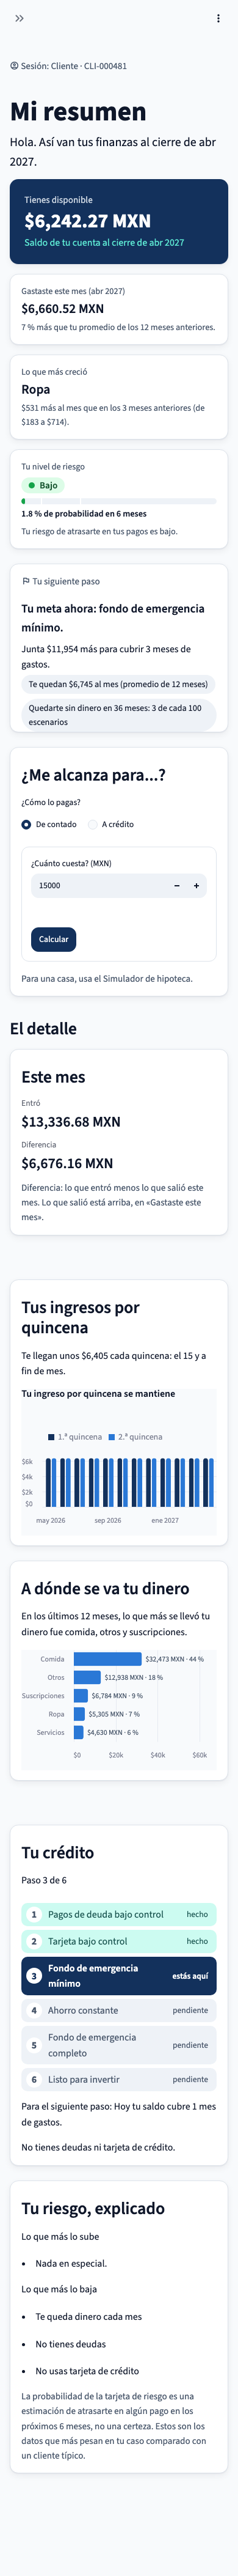 Sesión: Cliente · CLI-000481
Mi resumen
Hola. Así van tus finanzas al cierre de abr
2027.
Tienes disponible
$6,242.27 MXN
Saldo de tu cuenta al cierre de abr 2027
Gastaste este mes (abr 2027)
$6,660.52 MXN
7 % más que tu promedio de los 12 meses anteriores.
Lo que más creció
Ropa
$531 más al mes que en los 3 meses anteriores (de
$183 a $714).
Tu nivel de riesgo
Bajo
1.8 % de probabilidad en 6 meses
Tu riesgo de atrasarte en tus pagos es bajo.
Tu siguiente paso
Tu meta ahora: fondo de emergencia
mínimo.
Junta $11,954 más para cubrir 3 meses de
gastos.
Te quedan $6,745 al mes (promedio de 12 meses)
Quedarte sin dinero en 36 meses: 3 de cada 100
escenarios
¿Me alcanza para...?
¿Cómo lo pagas?
De contado
A crédito
¿Cuánto cuesta? (MXN)
15000
Calcular
Para una casa, usa el Simulador de hipoteca.
El detalle
Este mes
Entró
$13,336.68 MXN
Diferencia
$6,676.16 MXN
Diferencia: lo que entró menos lo que salió este
mes. Lo que salió está arriba, en «Gastaste este
mes».
Tus ingresos por
quincena
Te llegan unos $6,405 cada quincena: el 15 y a
fin de mes.
Tu ingreso por quincena se mantiene
1.ª quincena 2.ª quincena
$6k
$4k
$2k
$0
may 2026 sep 2026 ene 2027
A dónde se va tu dinero
En los últimos 12 meses, lo que más se llevó tu
dinero fue comida, otros y suscripciones.
Comida $32,473 MXN · 44 %
Otros $12,938 MXN · 18 %
Suscripciones $6,784 MXN · 9 %
Ropa $5,305 MXN · 7 %
Servicios $4,630 MXN · 6 %
$0 $20k $40k $60k
Tu crédito
Paso 3 de 6
1 Pagos de deuda bajo control hecho
2 Tarjeta bajo control hecho
3 Fondo de emergencia
mínimo estás aquí
4 Ahorro constante pendiente
5 Fondo de emergencia
completo pendiente
6 Listo para invertir pendiente
Para el siguiente paso: Hoy tu saldo cubre 1 mes
de gastos.
No tienes deudas ni tarjeta de crédito.
Tu riesgo, explicado
Lo que más lo sube
• Nada en especial.
Lo que más lo baja
• Te queda dinero cada mes
• No tienes deudas
• No usas tarjeta de crédito
La probabilidad de la tarjeta de riesgo es una
estimación de atrasarte en algún pago en los
próximos 6 meses, no una certeza. Estos son los
datos que más pesan en tu caso comparado con
un cliente típico.